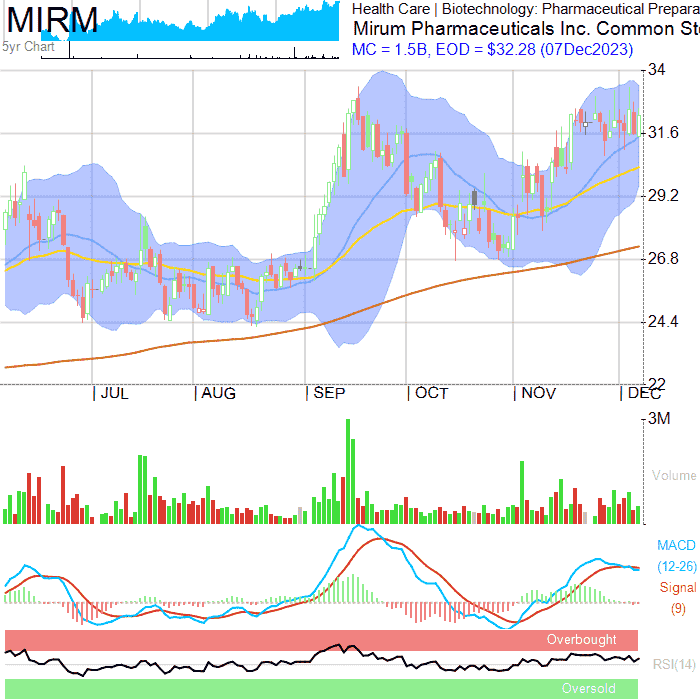 MIRM
Health Care | Biotechnology: Pharmaceutical Prepara
Mirum Pharmaceuticals Inc. Common Sto
5yr Chart
MC = 1.5B, EOD = $32.28 (07Dec2023)
34
31.6
29.2
26.8
24.4
22
| JUL | AUG | SEP | OCT | NOV | DEC
3M
Volume
MACD
(12-26)
Signal
(9)
Overbought
RSI(14)
Oversold